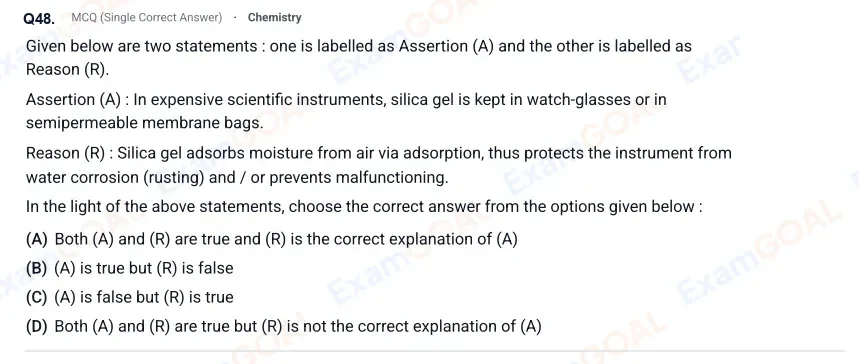 Q48. MCQ (Single Correct Answer) · Chemistry
Given below are two statements : one is labelled as Assertion (A) and the other is labelled as
Reason (R).
Assertion (A) : In expensive scientific instruments, silica gel is kept in watch-glasses or in
semipermeable membrane bags.
Reason (R) : Silica gel adsorbs moisture from air via adsorption, thus protects the instrument from
water corrosion (rusting) and / or prevents malfunctioning.
In the light of the above statements, choose the correct answer from the options given below :
(A) Both (A) and (R) are true and (R) is the correct explanation of (A)
(B) (A) is true but (R) is false
(C) (A) is false but (R) is true
(D) Both (A) and (R) are true but (R) is not the correct explanation of (A)